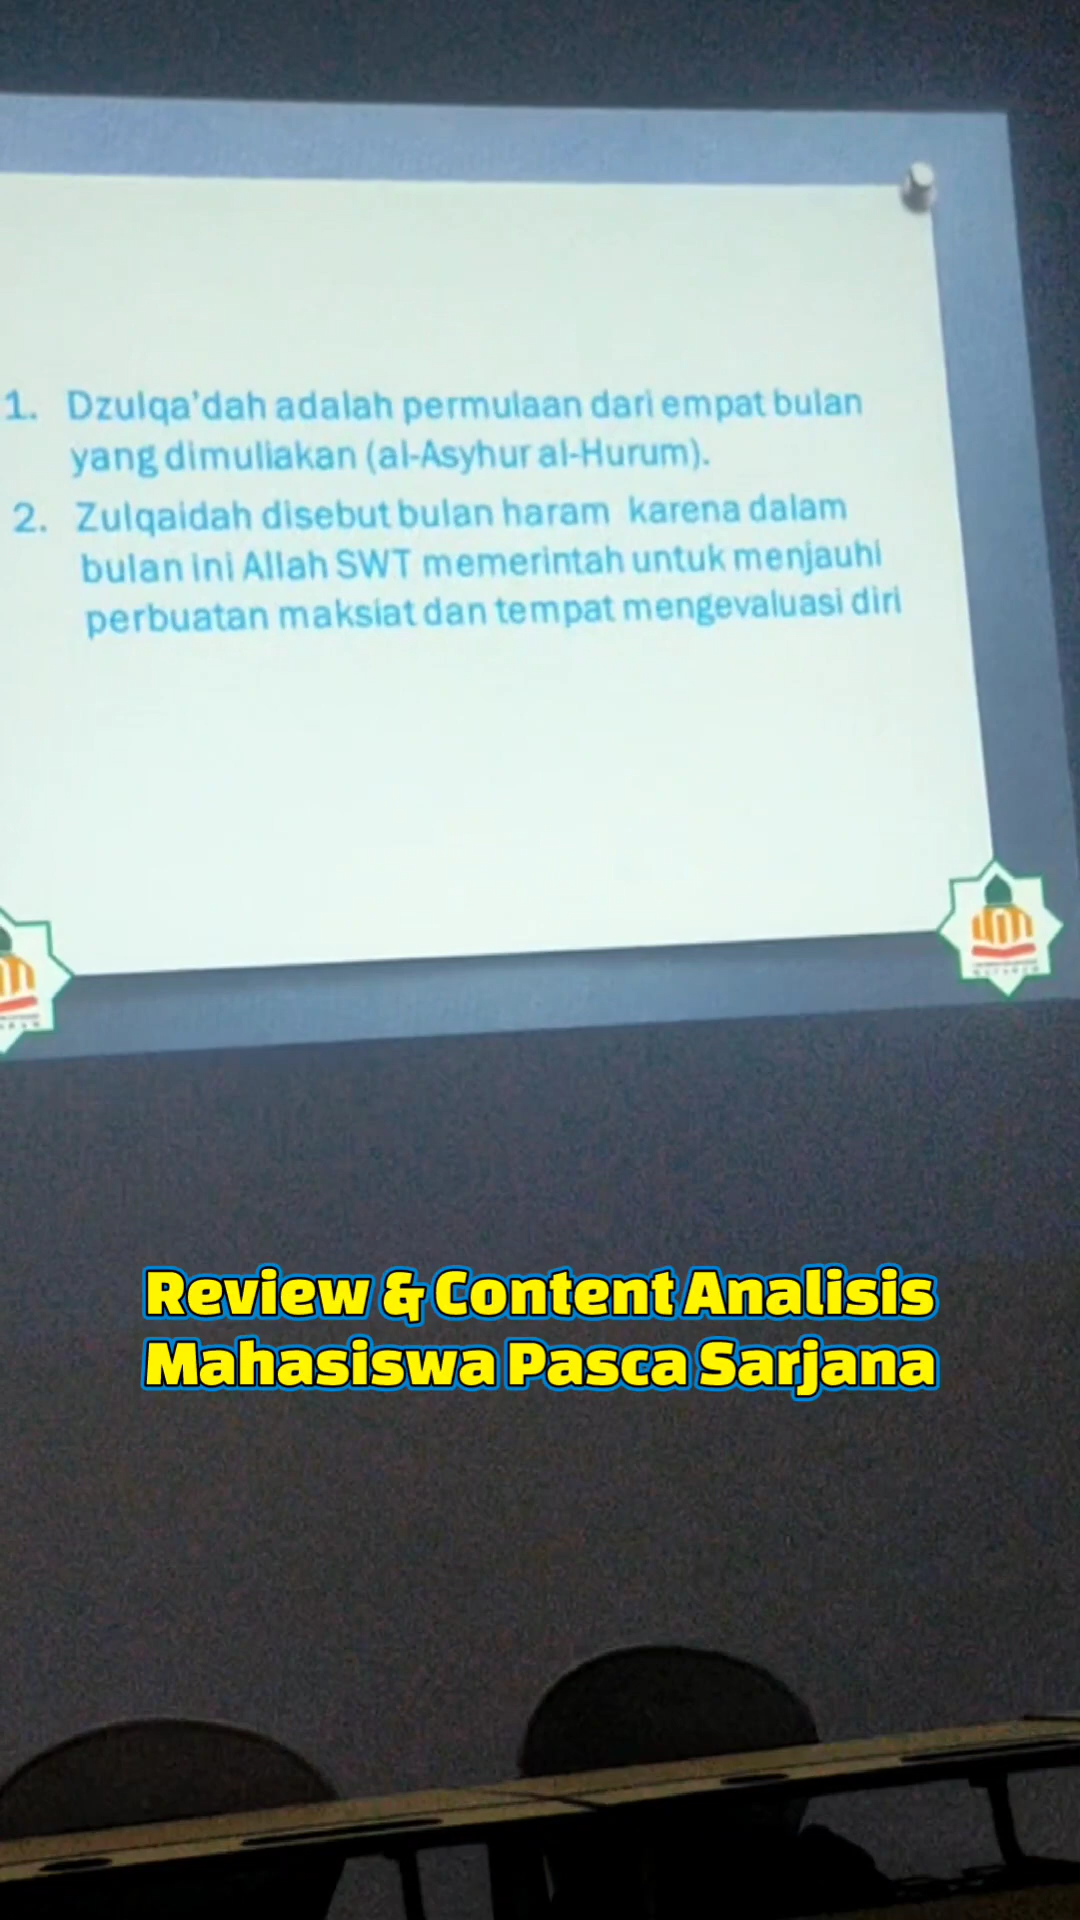 1. Dzulqa'dah adalah permulaan dari empat bulan
yang dimuliakan (al-Asyhur al-Hurum).
2. Zulqaidah disebut bulan haram karena dalam
bulan ini Allah SWT memerintah untuk menjauhi
perbuatan maksiat dan tempat mengevaluasi diri
Review & Content Analisis
Mahasiswa Pasca Sarjana